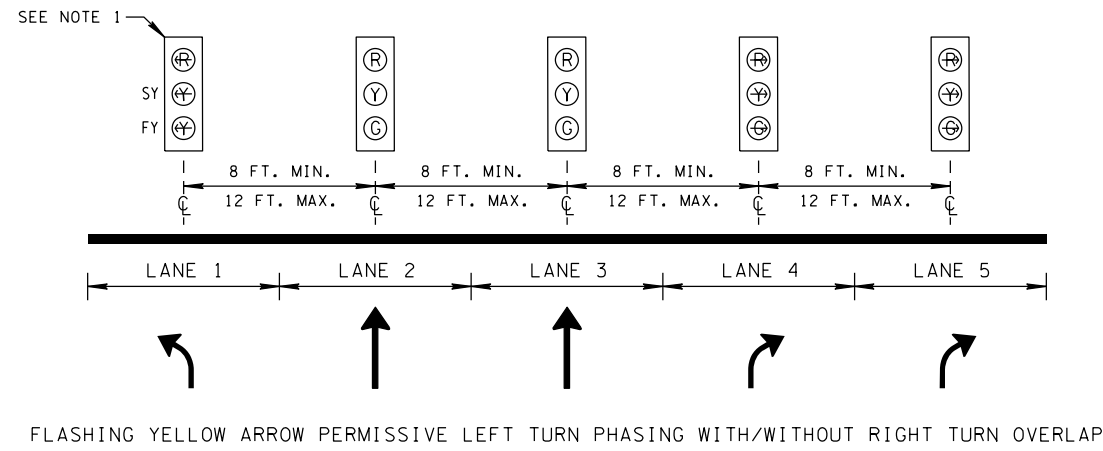 SEE NOTE 1
R R R R R
SY Y Y Y Y Y
FY Y G G G G
8 FT. MIN. 8 FT. MIN. 8 FT. MIN. 8 FT. MIN.
12 FT. MAX. 12 FT. MAX. 12 FT. MAX. 12 FT. MAX.
LANE 1 LANE 2 LANE 3 LANE 4 LANE 5
FLASHING YELLOW ARROW PERMISSIVE LEFT TURN PHASING WITH/WITHOUT RIGHT TURN OVERLAP